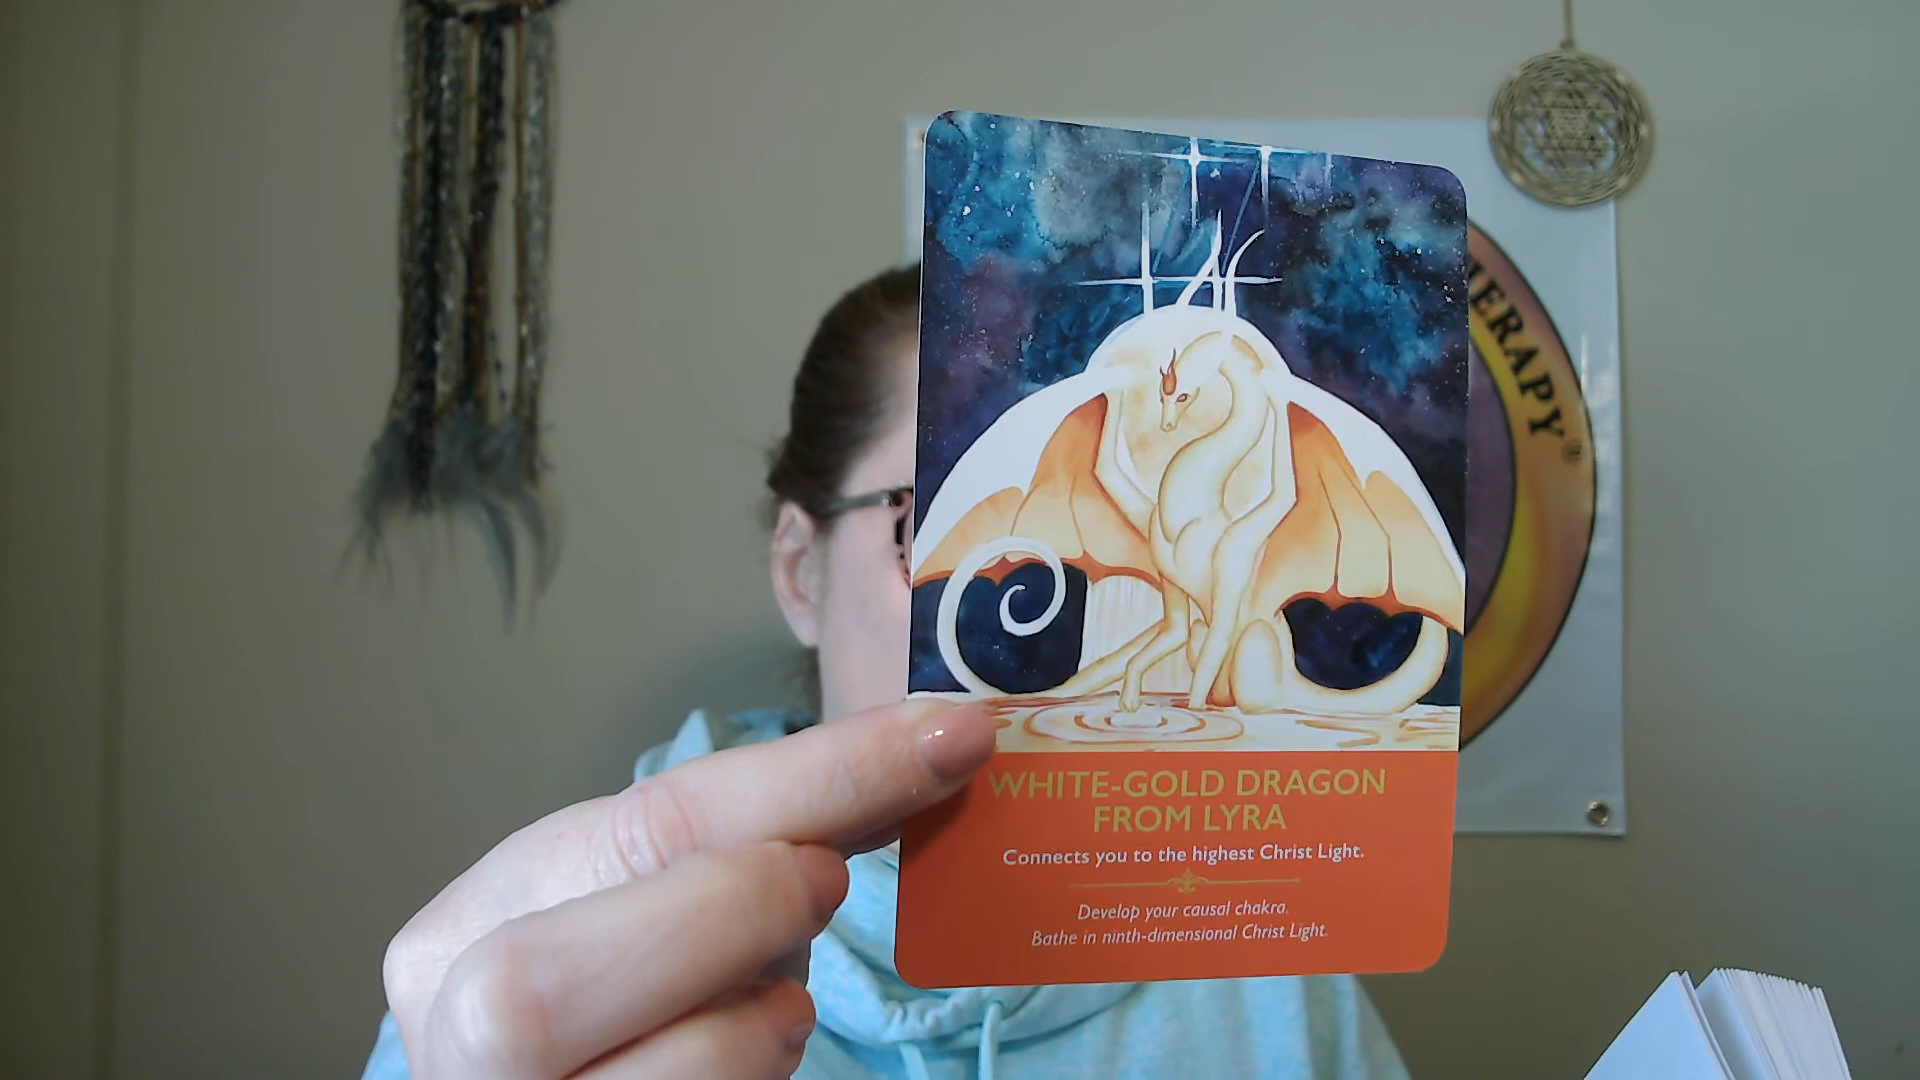 HERAPY®
WHITE-GOLD DRAGON
FROM LYRA
Connects you to the highest Christ Light.
Develop your causal chakra.
Bathe in ninth-dimensional Christ Light.